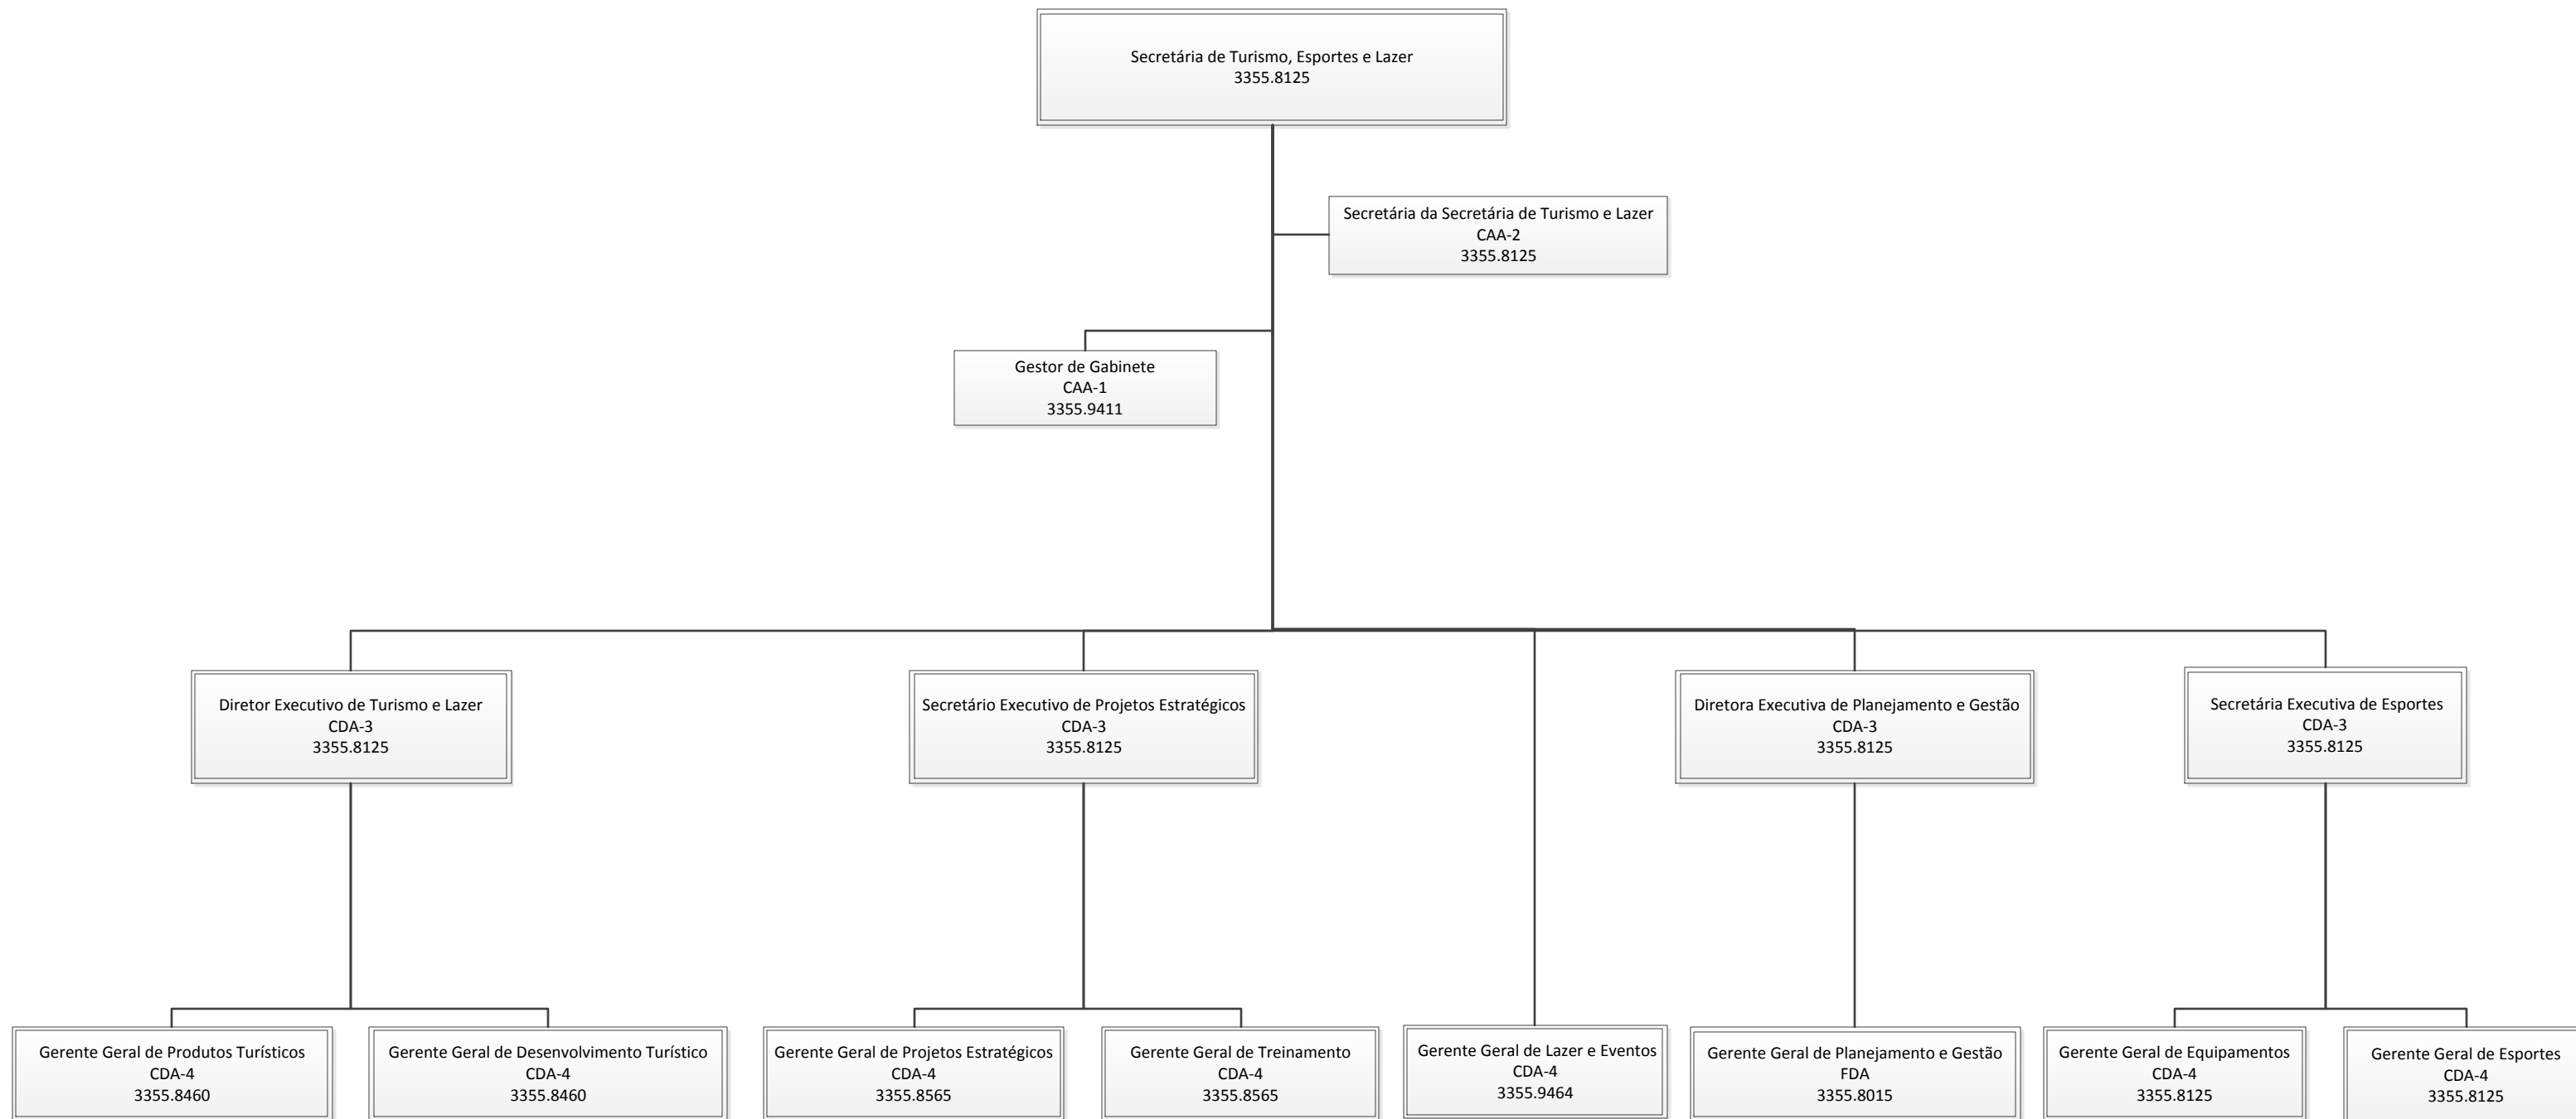 Secretária de Turismo, Esportes e Lazer
3355.8125
Secretária da Secretária de Turismo e Lazer
CAA-2
3355.8125
Gestor de Gabinete
CAA-1
3355.9411
Diretor Executivo de Turismo e Lazer
CDA-3
3355.8125
Secretário Executivo de Projetos Estratégicos
CDA-3
3355.8125
Diretora Executiva de Planejamento e Gestão
CDA-3
3355.8125
Secretária Executiva de Esportes
CDA-3
3355.8125
Gerente Geral de Produtos Turísticos
CDA-4
3355.8460
Gerente Geral de Desenvolvimento Turístico
CDA-4
3355.8460
Gerente Geral de Projetos Estratégicos
CDA-4
3355.8565
Gerente Geral de Treinamento
CDA-4
3355.8565
Gerente Geral de Lazer e Eventos
CDA-4
3355.9464
Gerente Geral de Planejamento e Gestão
FDA
3355.8015
Gerente Geral de Equipamentos
CDA-4
3355.8125
Gerente Geral de Esportes
CDA-4
3355.8125